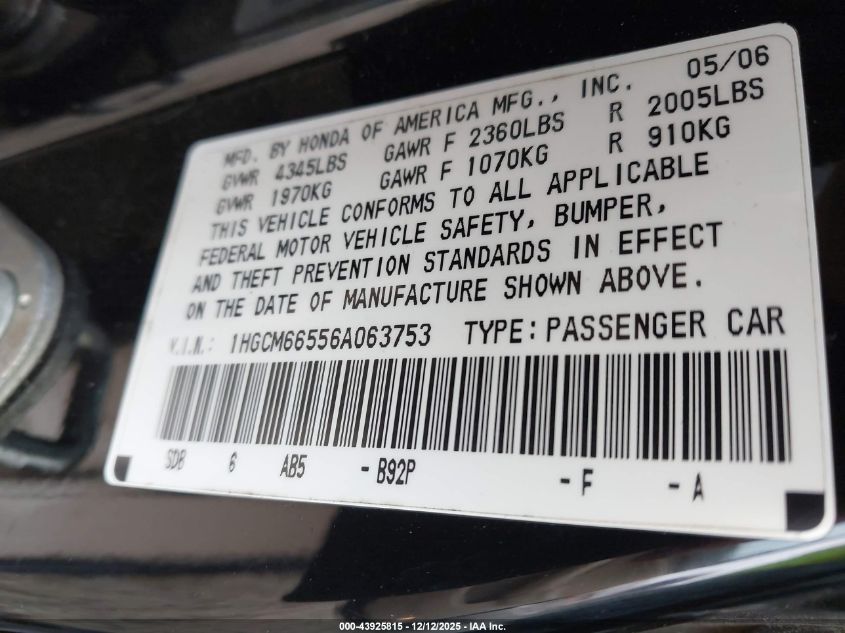 05/06
MFD. BY HONDA OF AMERICA MFG., INC.
GVWR 4345LBS GAWR F 2360LBS R 2005LBS
GVWR 1970KG GAWR F 1070KG R 910KG
THIS VEHICLE CONFORMS TO ALL APPLICABLE
FEDERAL MOTOR VEHICLE SAFETY, BUMPER,
AND THEFT PREVENTION STANDARDS IN EFFECT
ON THE DATE OF MANUFACTURE SHOWN ABOVE.
V.I.N.: 1HGCM66556A063753 TYPE: PASSENGER CAR
SDB 6 AB5 -B92P -F -A
000-43925815 - 12/12/2025 - IAA Inc.